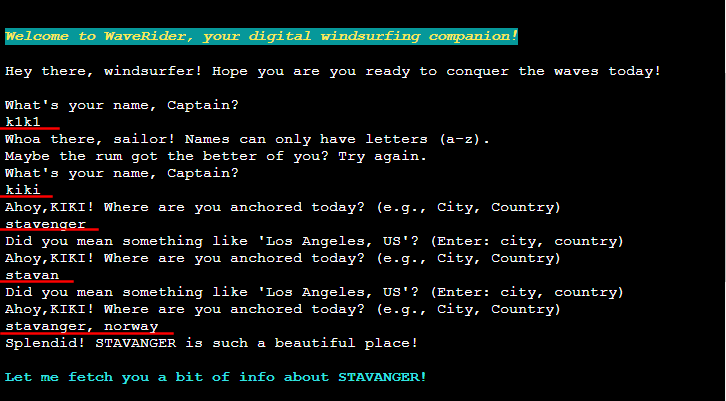 Welcome to WaveRider, your digital windsurfing companion!
Hey there, windsurfer! Hope you are you ready to conquer the waves today!
What's your name, Captain?
k1k1
Whoa there, sailor! Names can only have letters (a-z).
Maybe the rum got the better of you? Try again.
What's your name, Captain?
kiki
Ahoy,KIKI! Where are you anchored today? (e.g., City, Country)
stavenger
Did you mean something like 'Los Angeles, US'? (Enter: city, country)
Ahoy,KIKI! Where are you anchored today? (e.g., City, Country)
stavan
Did you mean something like 'Los Angeles, US'? (Enter: city, country)
Ahoy,KIKI! Where are you anchored today? (e.g., City, Country)
stavanger, norway
Splendid! STAVANGER is such a beautiful place!
Let me fetch you a bit of info about STAVANGER!